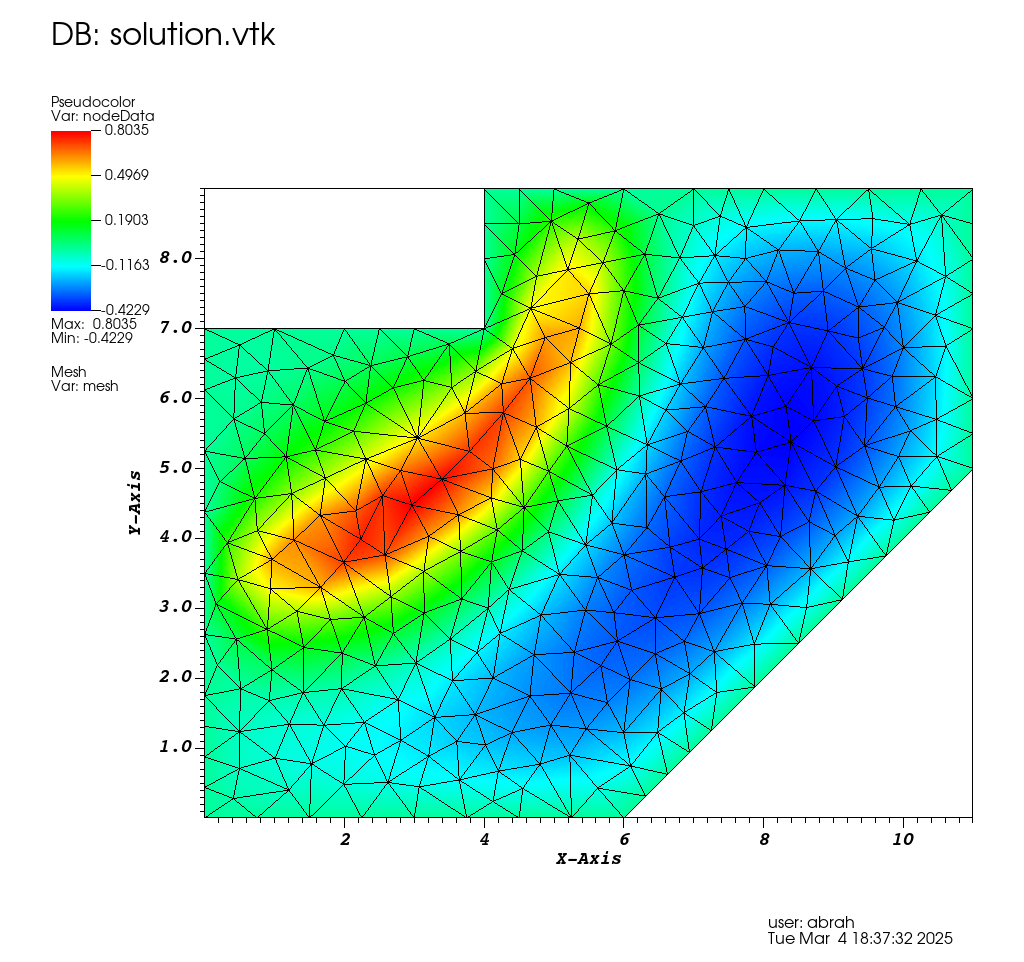 DB: solution.vtk
Pseudocolor
Var: nodeData
0.8035
0.4969
0.1903
-0.1163
-0.4229
Max: 0.8035
Min: -0.4229
Mesh
Var: mesh
8.0
7.0
6.0
5.0
4.0
3.0
2.0
1.0
Y-Axis
2 4 6 8 10
X-Axis
user: abrah
Tue Mar 4 18:37:32 2025